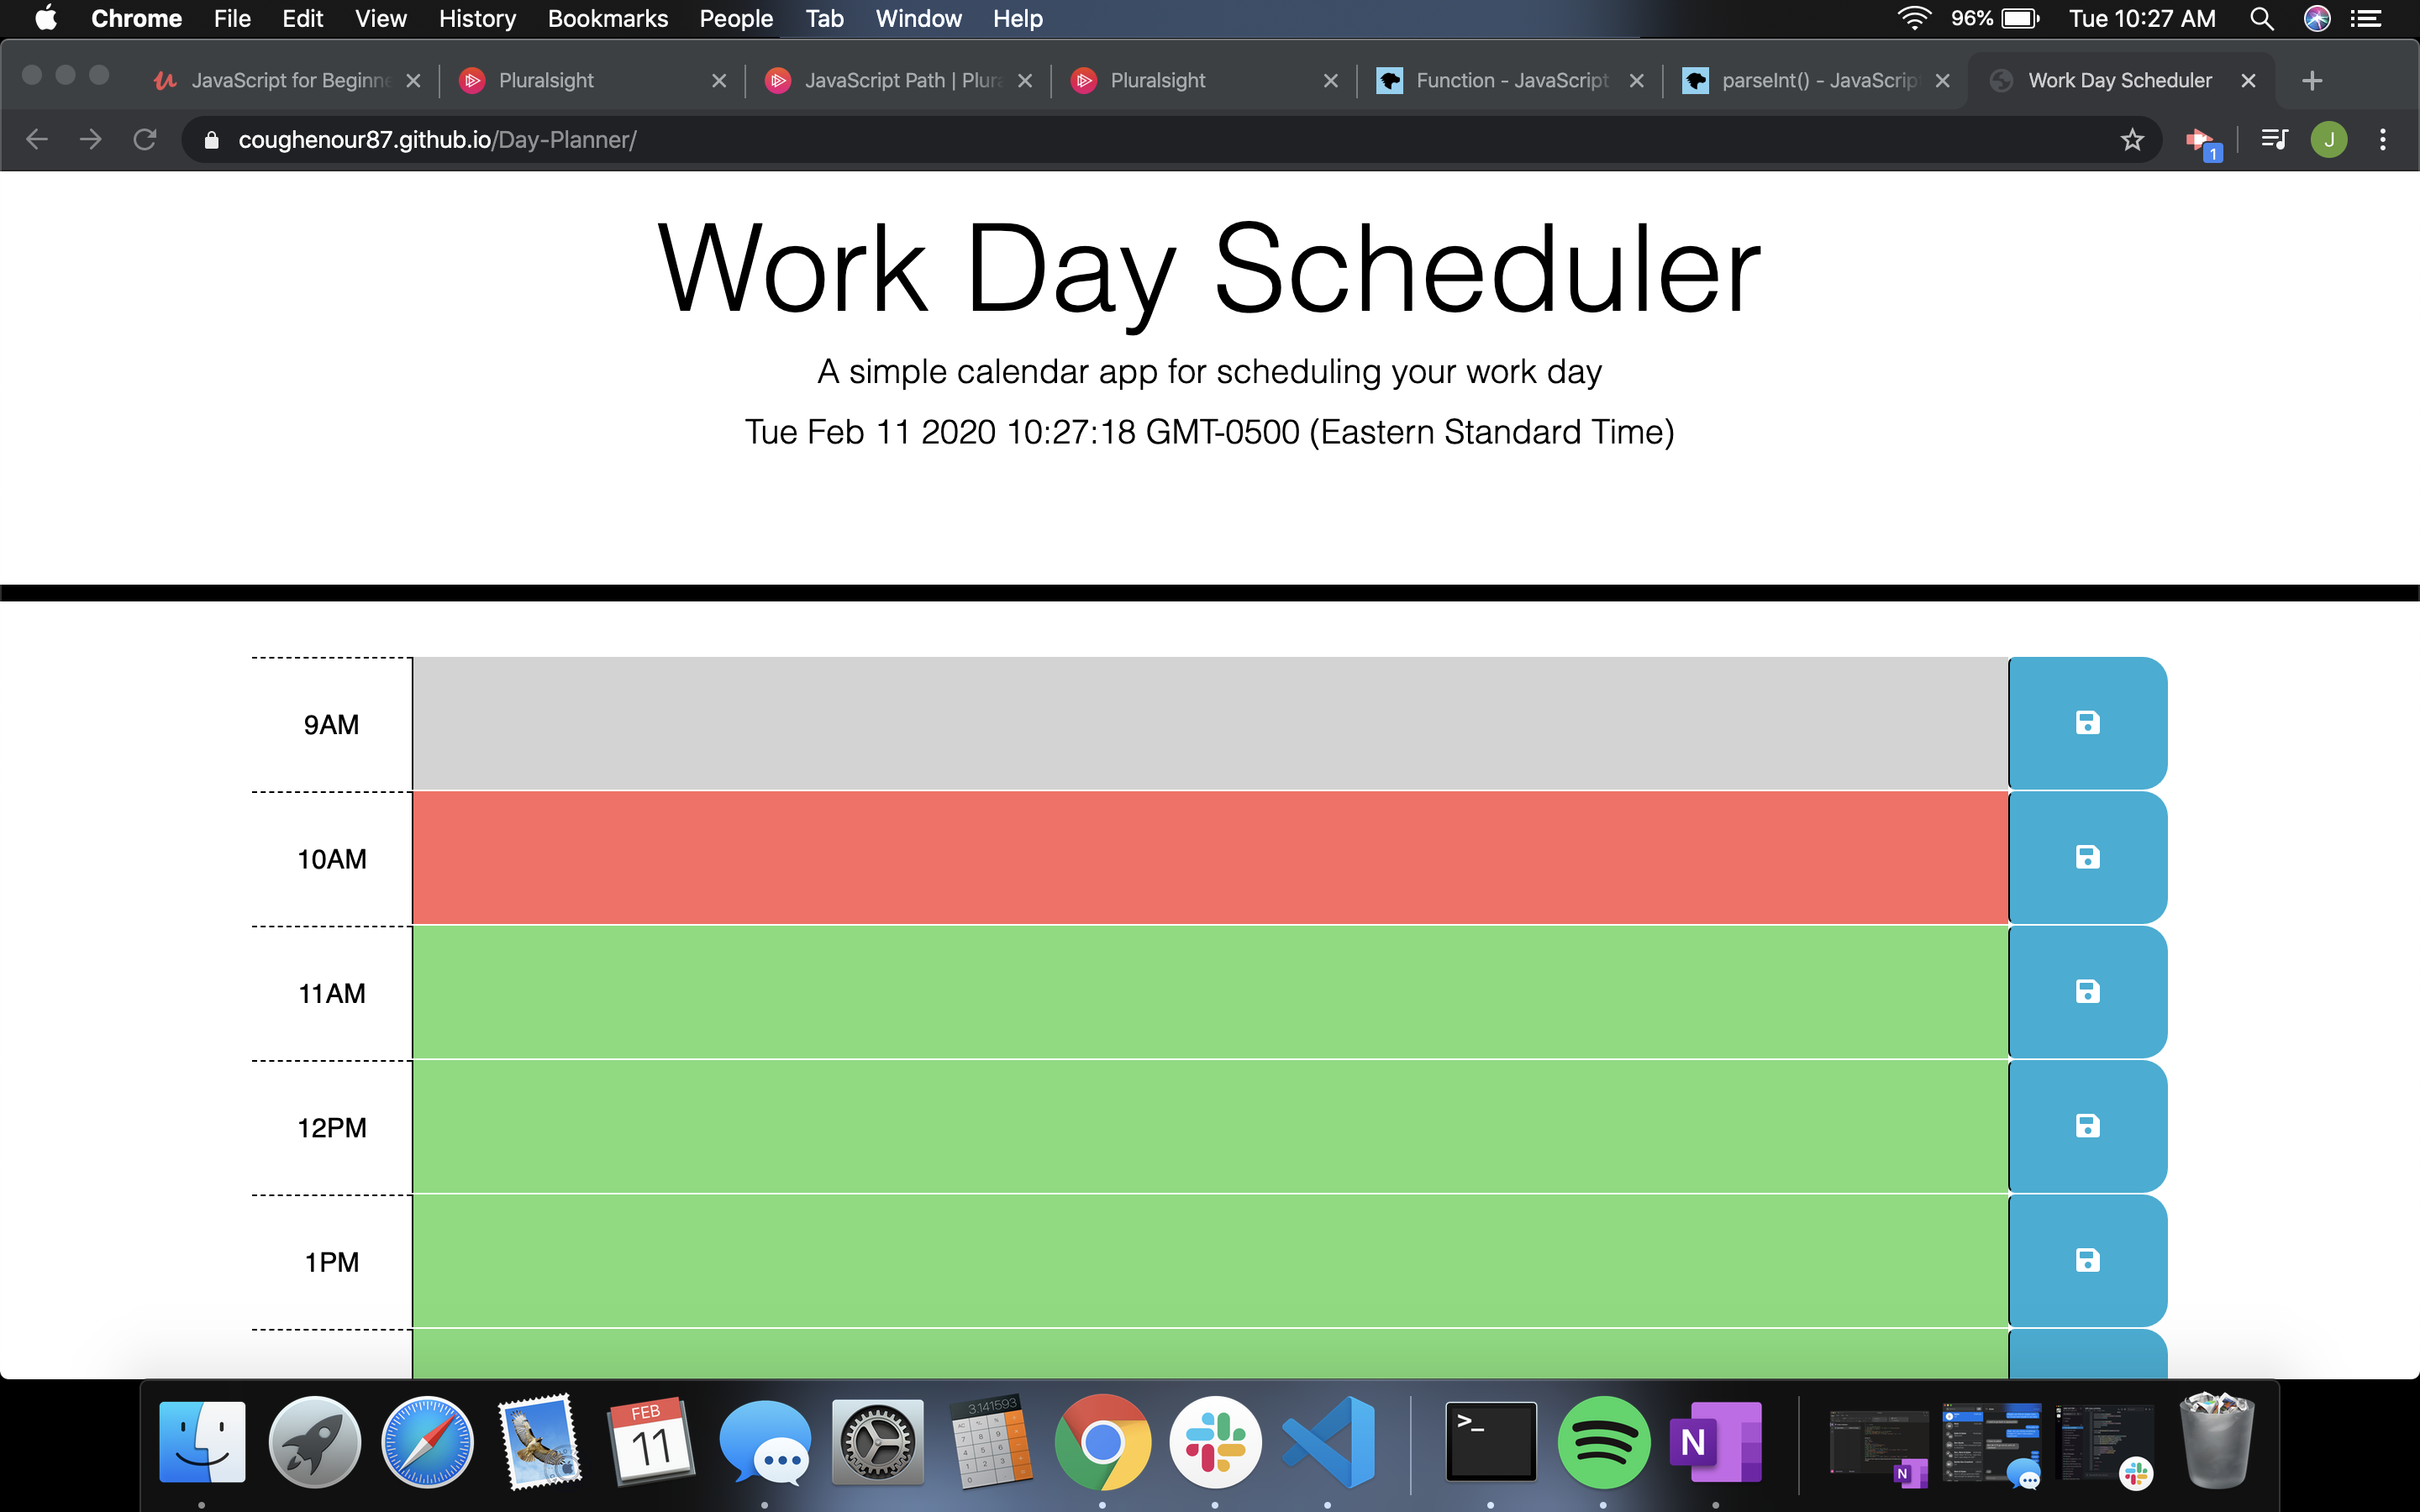 Chrome File Edit View History Bookmarks People Tab Window Help 96% Tue 10:27 AM
JavaScript for Beginne Pluralsight JavaScript Path | Plura Pluralsight Function - JavaScript parseInt() - JavaScrip Work Day Scheduler
coughenour87.github.io/Day-Planner/ 1 J
Work Day Scheduler
A simple calendar app for scheduling your work day
Tue Feb 11 2020 10:27:18 GMT-0500 (Eastern Standard Time)
9AM
10AM
11AM
12PM
1PM
FEB
11
3.141593
>_
N
N